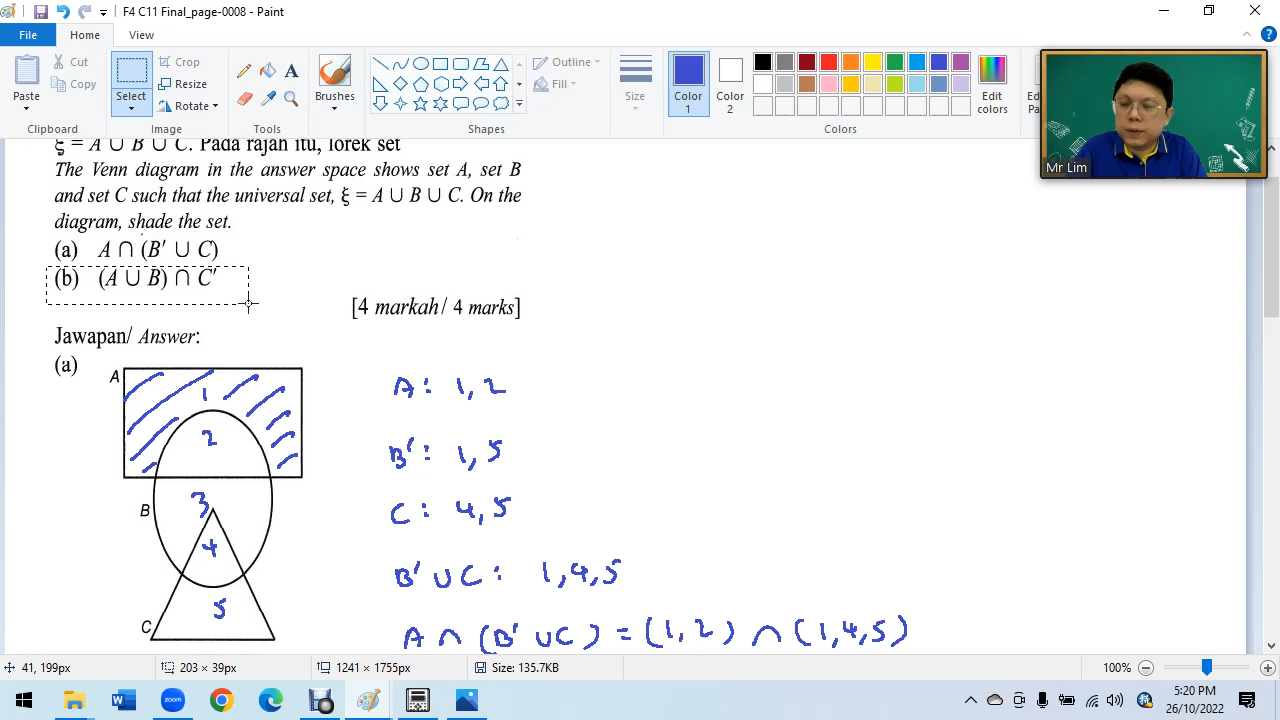 F4 C11 Final_page-0008 - Paint
File Home View
Paste Cut Copy Clipboard
Select Crop Resize Rotate Image
Tools
Brushes
Outline Fill Shapes
Size
Color 1 Color 2 Colors Edit colors
Mr Lim
ξ = A ∪ B ∪ C. Pada rajah itu, lorek set
The Venn diagram in the answer space shows set A, set B
and set C such that the universal set, ξ = A ∪ B ∪ C. On the
diagram, shade the set.
(a) A ∩ (B′ ∪ C)
(b) (A ∪ B) ∩ C′
[4 markah/ 4 marks]
Jawapan/ Answer:
(a)
A
1
2
B
3
4
C
5
A : 1, 2
B′ : 1, 5
C : 4, 5
B′ ∪ C : 1, 4, 5
A ∩ (B′ ∪ C) = (1, 2) ∩ (1, 4, 5)
41, 199px 203 × 39px 1241 × 1755px Size: 135.7KB 100%
zoom
5:20 PM
26/10/2022